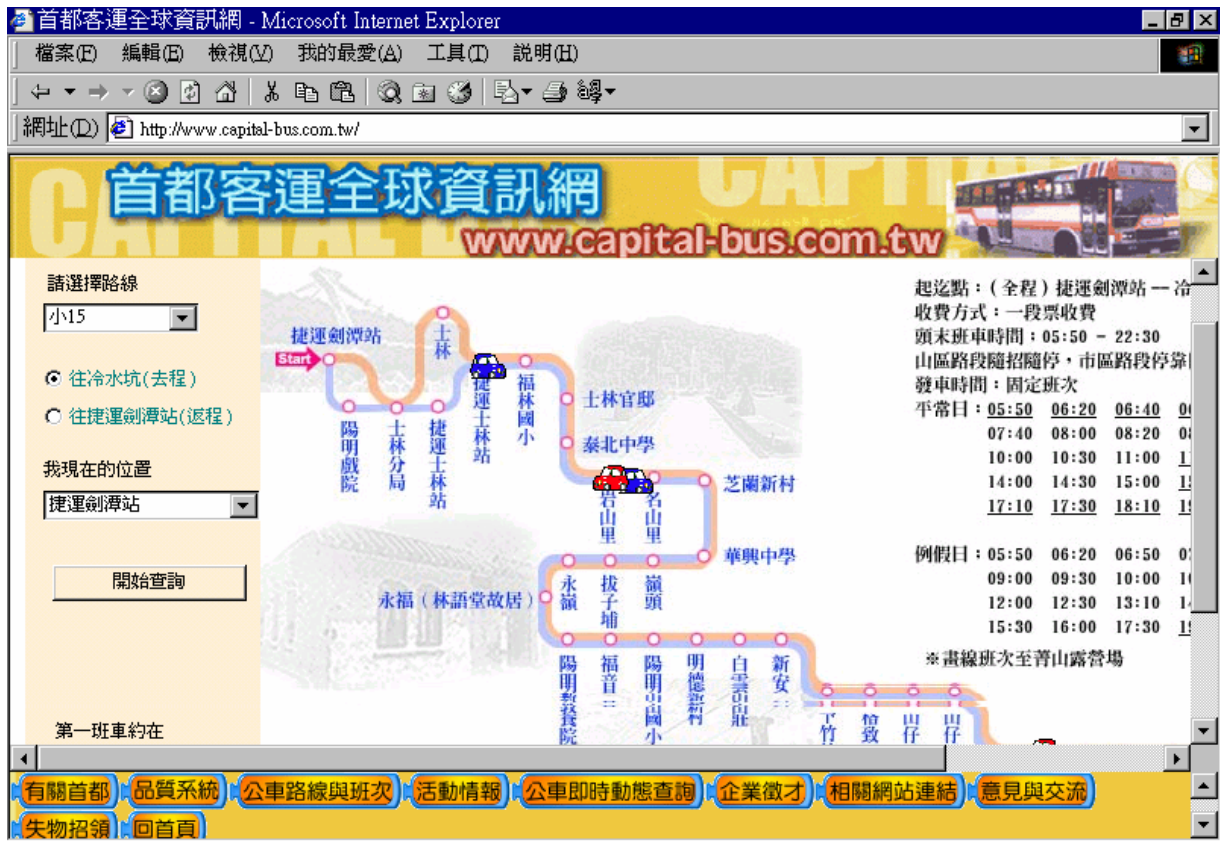 首都客運全球資訊網 - Microsoft Internet Explorer
檔案(F) 編輯(E) 檢視(V) 我的最愛(A) 工具(T) 說明(H)
網址(D) http://www.capital-bus.com.tw/
首都客運全球資訊網
www.capital-bus.com.tw
請選擇路線
小15
往冷水坑(去程)
往捷運劍潭站(返程)
我現在的位置
捷運劍潭站
開始查詢
第一班車約在
捷運劍潭站
Start
陽明戲院
士林分局
捷運士林站
士林
捷運士林站
福林國小
士林官邸
泰北中學
岩山里
名山里
芝蘭新村
華興中學
嶺頭
拔子埔
永嶺
永福(林語堂故居)
陽明教養院
福音
陽明山國小
明德新村
白雲山莊
新安
山仔
山仔
起迄點:(全程)捷運劍潭站 — 冷
收費方式:一段票收費
頭末班車時間:05:50 - 22:30
山區路段隨招隨停,市區路段停靠
發車時間:固定班次
平常日:05:50 06:20 06:40
07:40 08:00 08:20
10:00 10:30 11:00
14:00 14:30 15:00
17:10 17:30 18:10
例假日:05:50 06:20 06:50
09:00 09:30 10:00
12:00 12:30 13:10
15:30 16:00 17:30
※畫線班次至菁山露營場
有關首都 品質系統 公車路線與班次 活動情報 公車即時動態查詢 企業徵才 相關網站連結 意見與交流
失物招領 回首頁